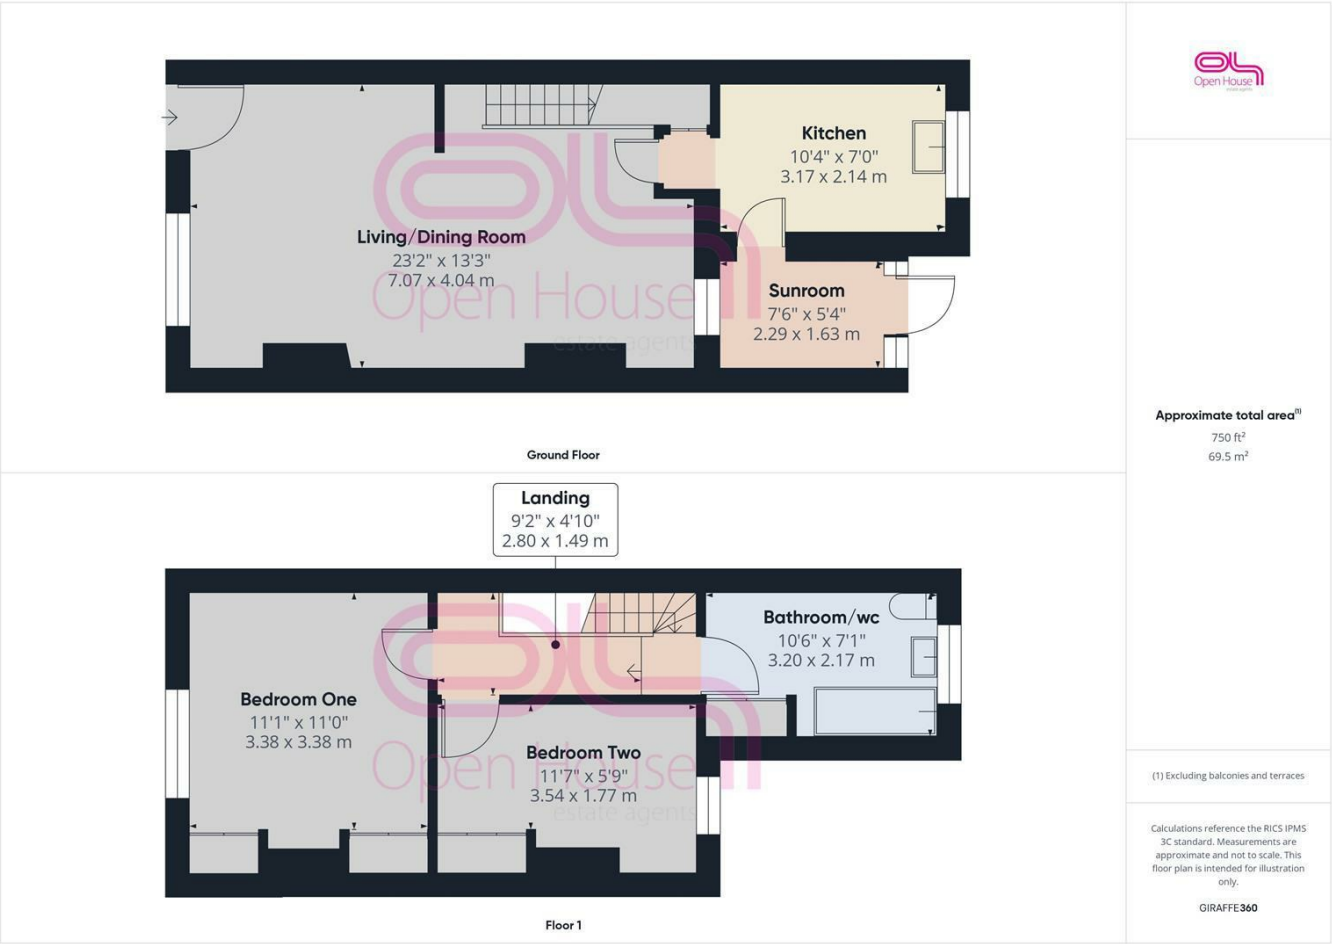 Kitchen
10'4" x 7'0"
3.17 x 2.14 m
Living/Dining Room
23'2" x 13'3"
7.07 x 4.04 m
Sunroom
7'6" x 5'4"
2.29 x 1.63 m
Open House
estate agents
Ground Floor
Landing
9'2" x 4'10"
2.80 x 1.49 m
Bathroom/wc
10'6" x 7'1"
3.20 x 2.17 m
Bedroom One
11'1" x 11'0"
3.38 x 3.38 m
Bedroom Two
11'7" x 5'9"
3.54 x 1.77 m
Open House
estate agents
Floor 1
Open House
estate agents
Approximate total area(1)
750 ft²
69.5 m²
(1) Excluding balconies and terraces
Calculations reference the RICS IPMS
3C standard. Measurements are
approximate and not to scale. This
floor plan is intended for illustration
only.
GIRAFFE360